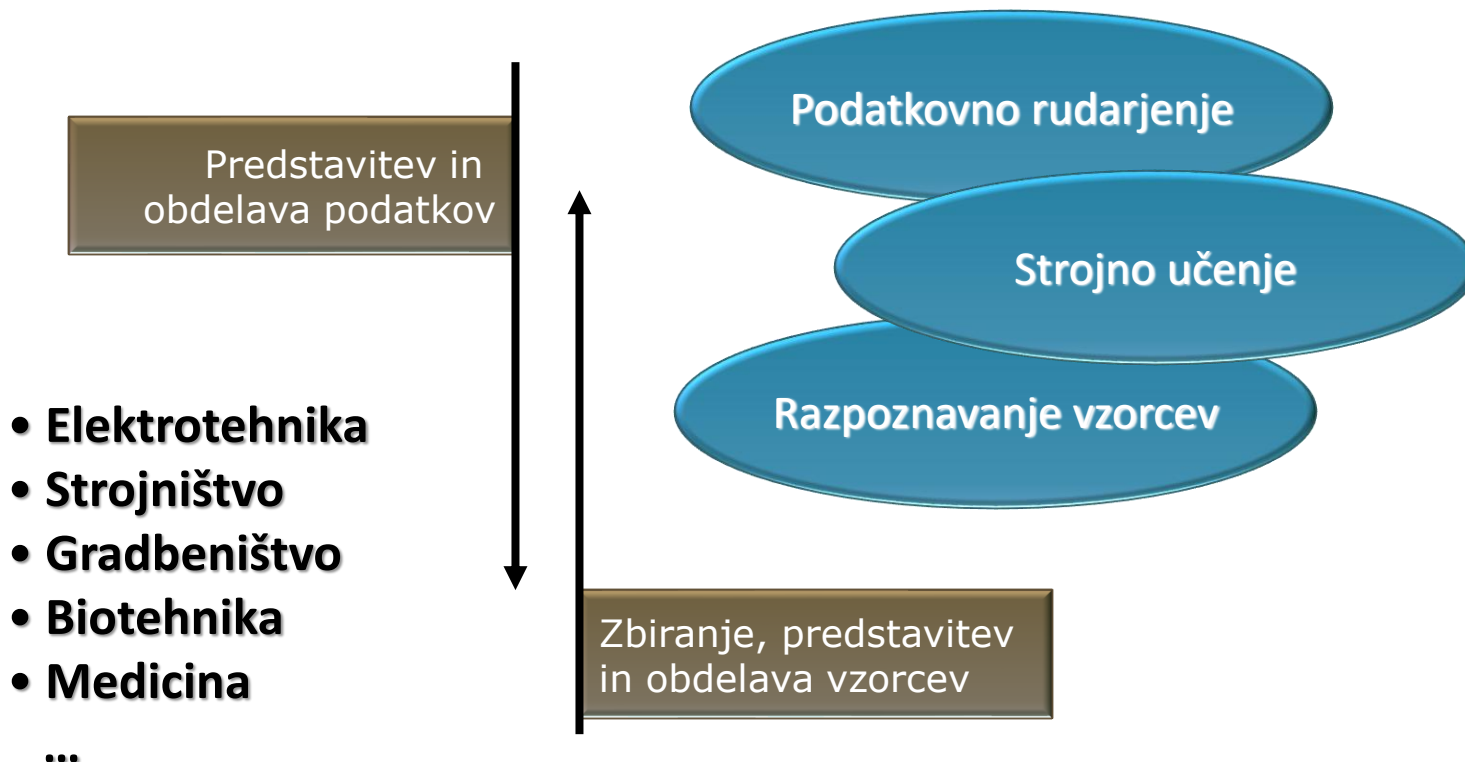 Predstavitev in
obdelava podatkov
Podatkovno rudarjenje
Strojno učenje
Razpoznavanje vzorcev
• Elektrotehnika
• Strojništvo
• Gradbeništvo
• Biotehnika
• Medicina
...
Zbiranje, predstavitev
in obdelava vzorcev